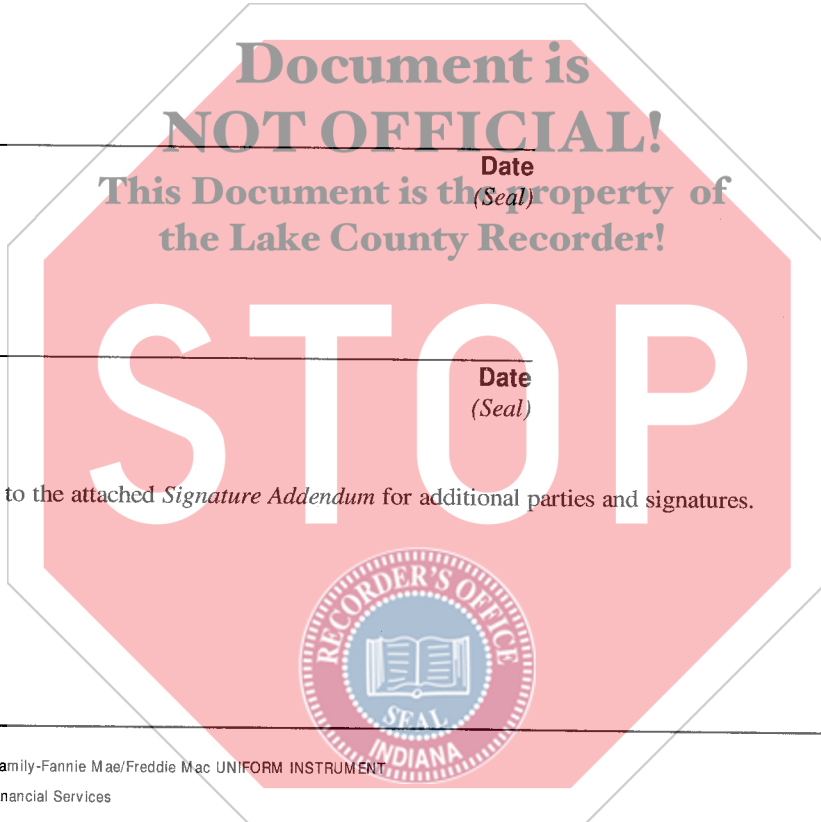 Document is
NOT OFFICIAL!
Date
This Document is the property of
(Seal)
the Lake County Recorder!
STOP
Date
(Seal)
to the attached Signature Addendum for additional parties and signatures.
RECORDER'S OFFICE
SEAL
INDIANA
amily-Fannie Mae/Freddie Mac UNIFORM INSTRUMENT
nancial Services